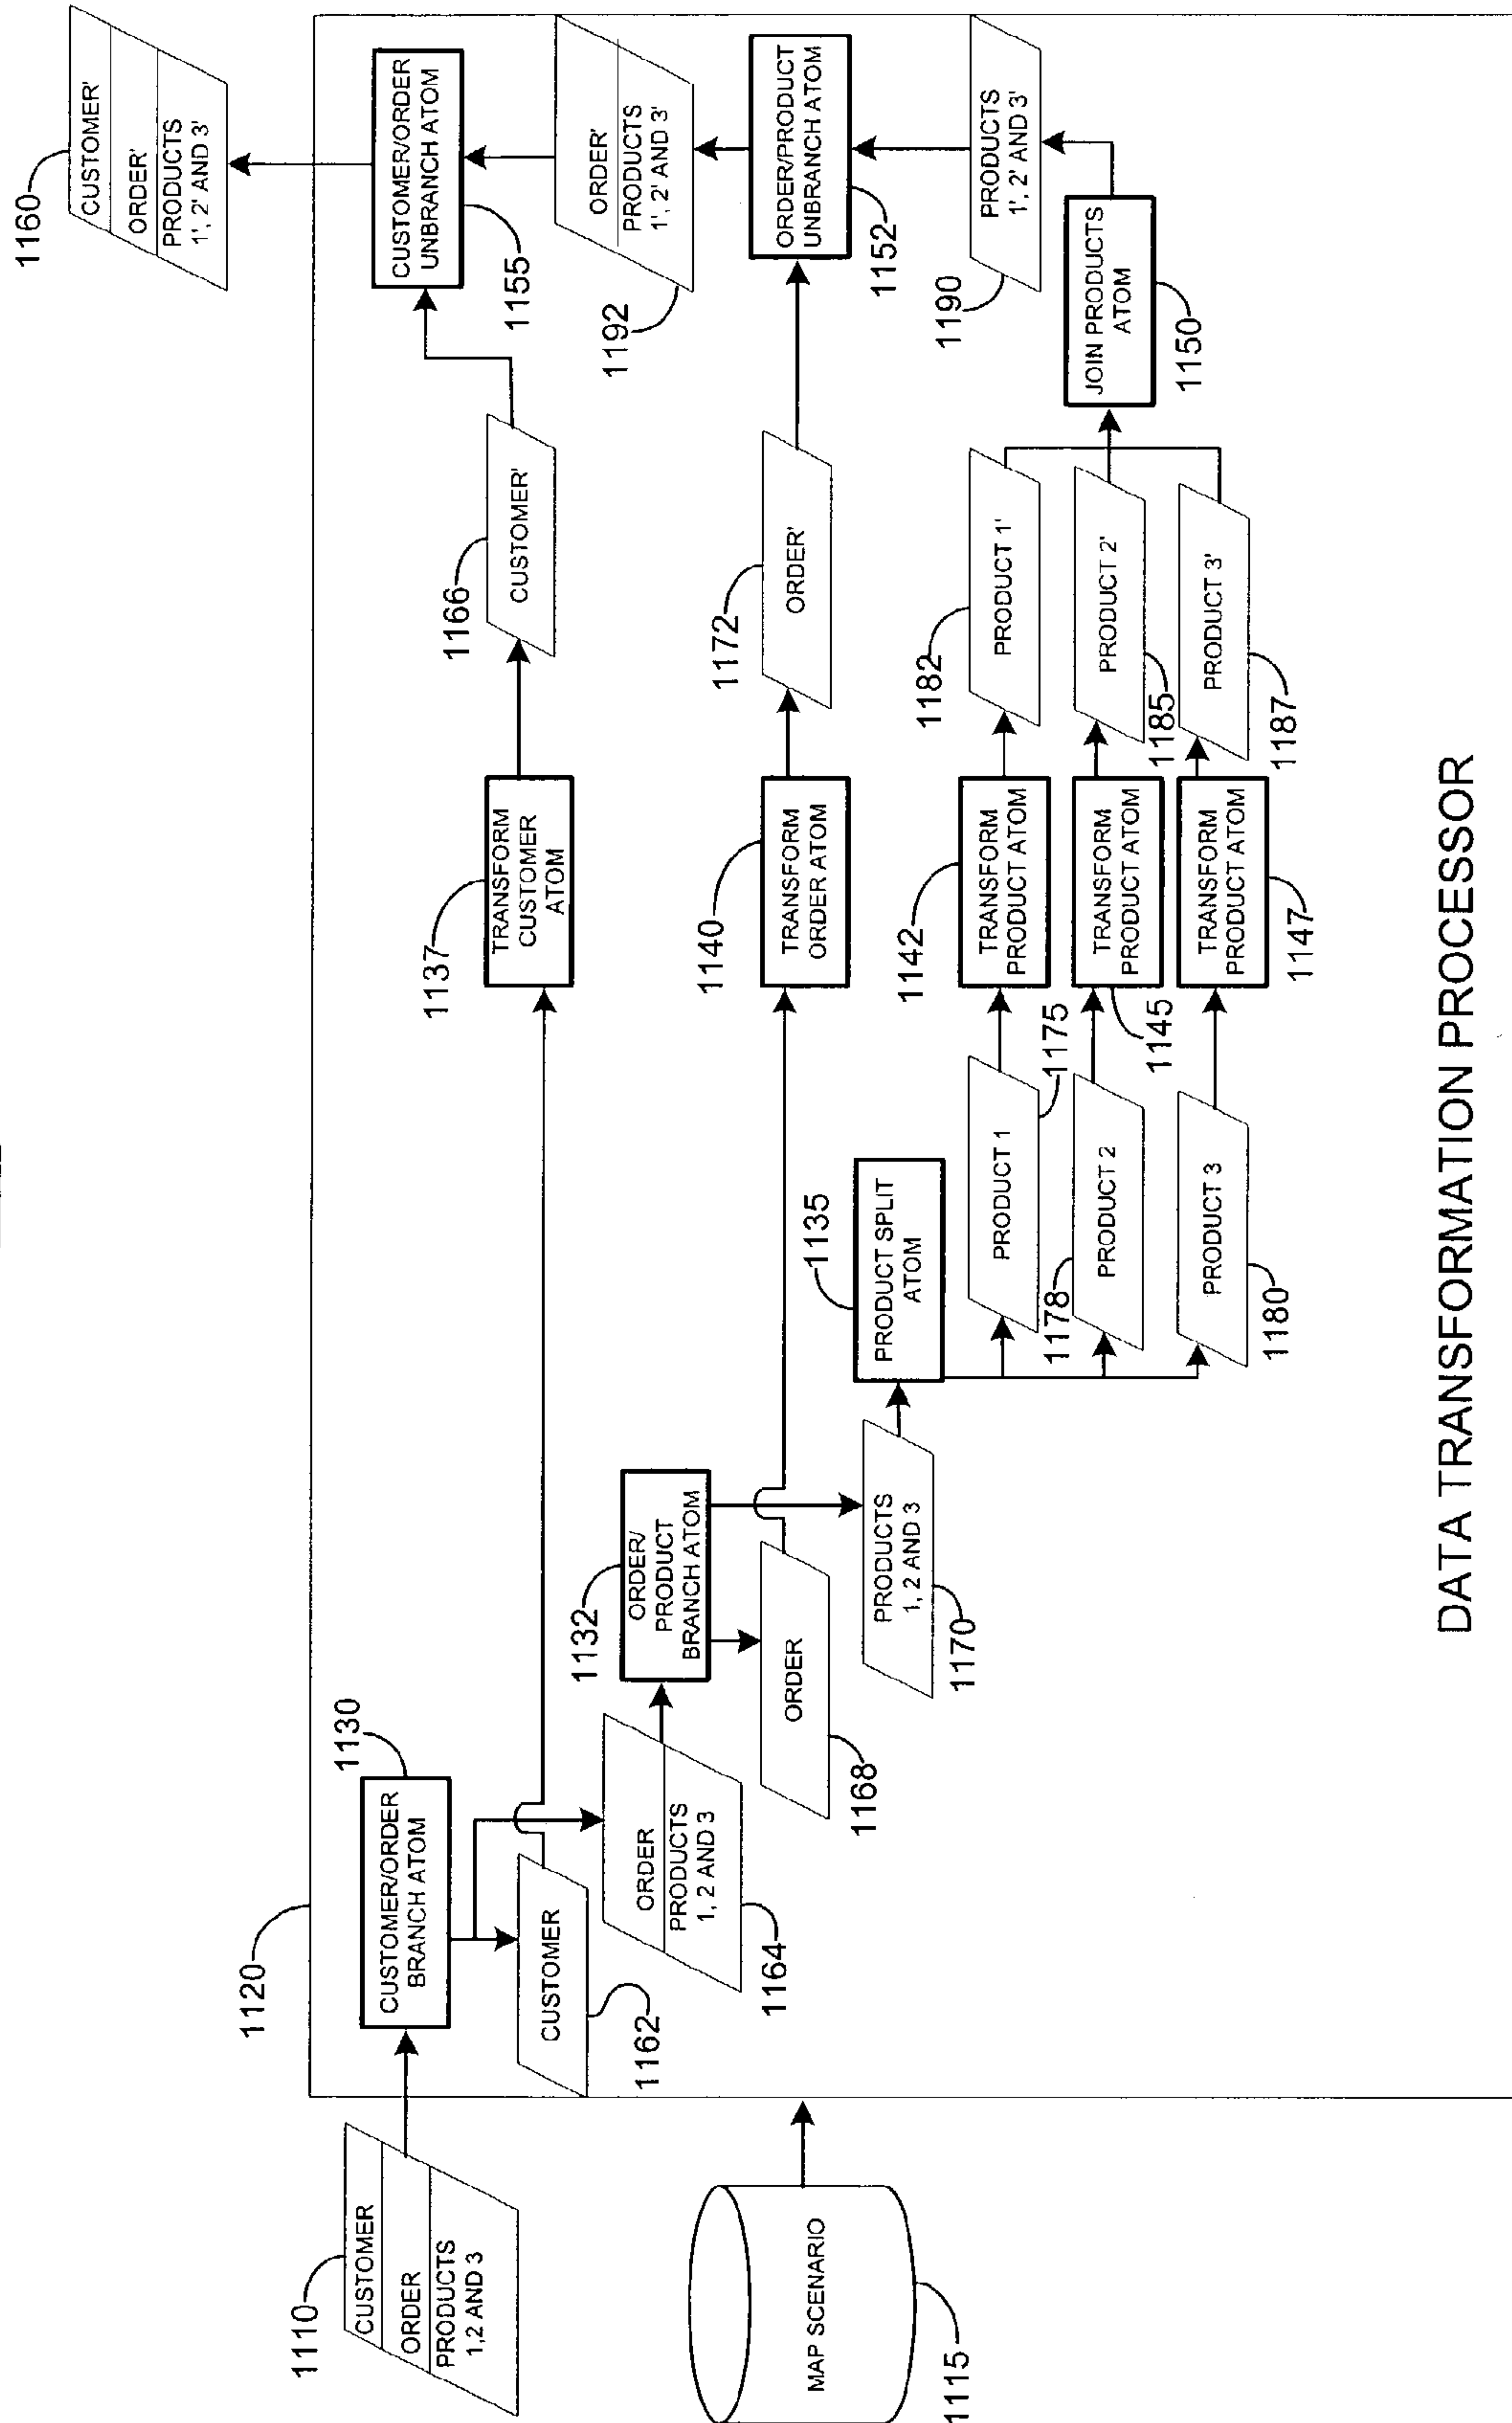 1110
CUSTOMER
ORDER
PRODUCTS
1,2 AND 3
MAP SCENARIO
1115
1120
1130
CUSTOMER/ORDER
BRANCH ATOM
CUSTOMER
1162
ORDER
PRODUCTS
1, 2 AND 3
1164
1132
ORDER/
PRODUCT
BRANCH ATOM
ORDER
1168
PRODUCTS
1, 2 AND 3
1170
1135
PRODUCT SPLIT
ATOM
PRODUCT 1
1175
1178
PRODUCT 2
PRODUCT 3
1180
1137
TRANSFORM
CUSTOMER
ATOM
1140
TRANSFORM
ORDER ATOM
1142
TRANSFORM
PRODUCT ATOM
TRANSFORM
PRODUCT ATOM
1145
TRANSFORM
PRODUCT ATOM
1147
1166
CUSTOMER'
1172
ORDER'
1182
PRODUCT 1'
PRODUCT 2'
1185
PRODUCT 3'
1187
JOIN PRODUCTS
ATOM
1150
PRODUCTS
1', 2' AND 3'
1190
ORDER/PRODUCT
UNBRANCH ATOM
1152
ORDER'
PRODUCTS
1', 2' AND 3'
1192
CUSTOMER/ORDER
UNBRANCH ATOM
1155
1160
CUSTOMER'
ORDER'
PRODUCTS
1', 2' AND 3'
DATA TRANSFORMATION PROCESSOR